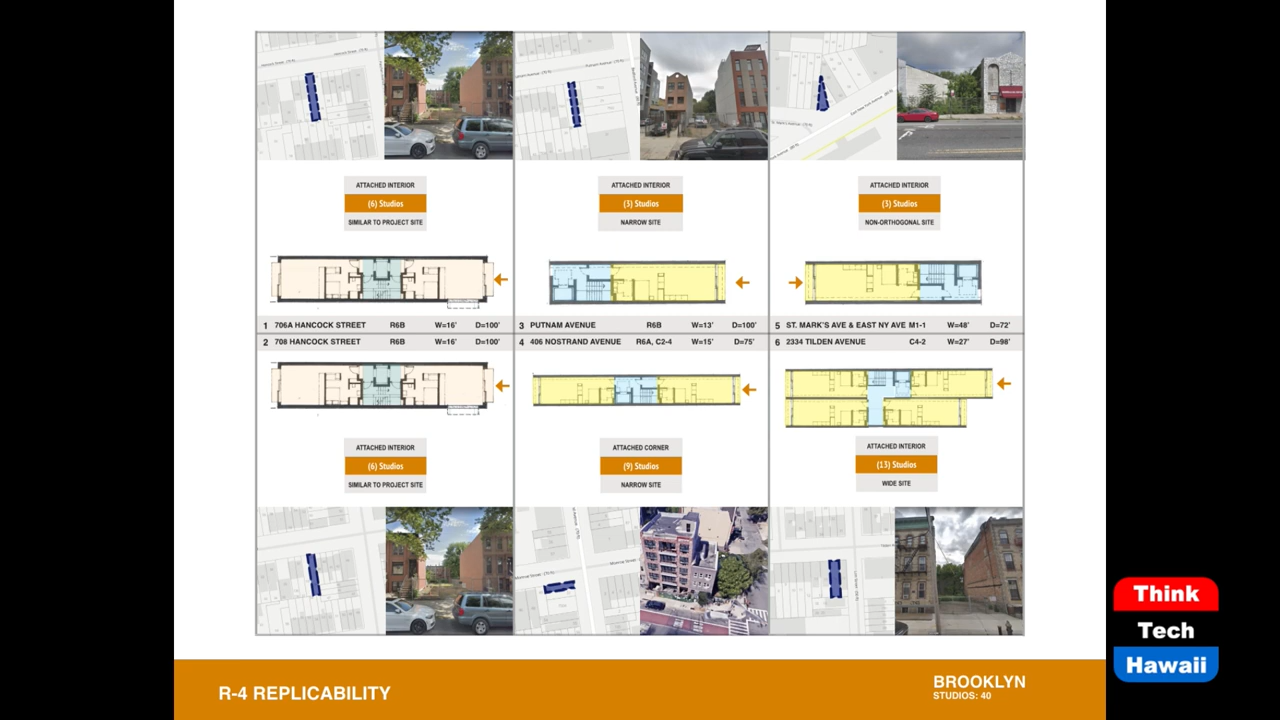 ATTACHED INTERIOR
(6) Studios
SIMILAR TO PROJECT SITE
ATTACHED INTERIOR
(3) Studios
NARROW SITE
ATTACHED INTERIOR
(3) Studios
NON-ORTHOGONAL SITE
1 706A HANCOCK STREET R6B W=16' D=100'
3 PUTNAM AVENUE R6B W=13' D=100'
5 ST. MARK'S AVE & EAST NY AVE M1-1 W=48' D=72'
2 708 HANCOCK STREET R6B W=16' D=100'
4 406 NOSTRAND AVENUE R6A, C2-4 W=15' D=75'
6 2334 TILDEN AVENUE C4-2 W=27' D=98'
ATTACHED INTERIOR
(6) Studios
SIMILAR TO PROJECT SITE
ATTACHED CORNER
(9) Studios
NARROW SITE
ATTACHED INTERIOR
(13) Studios
WIDE SITE
R-4 REPLICABILITY
BROOKLYN
STUDIOS: 40
Think
Tech
Hawaii